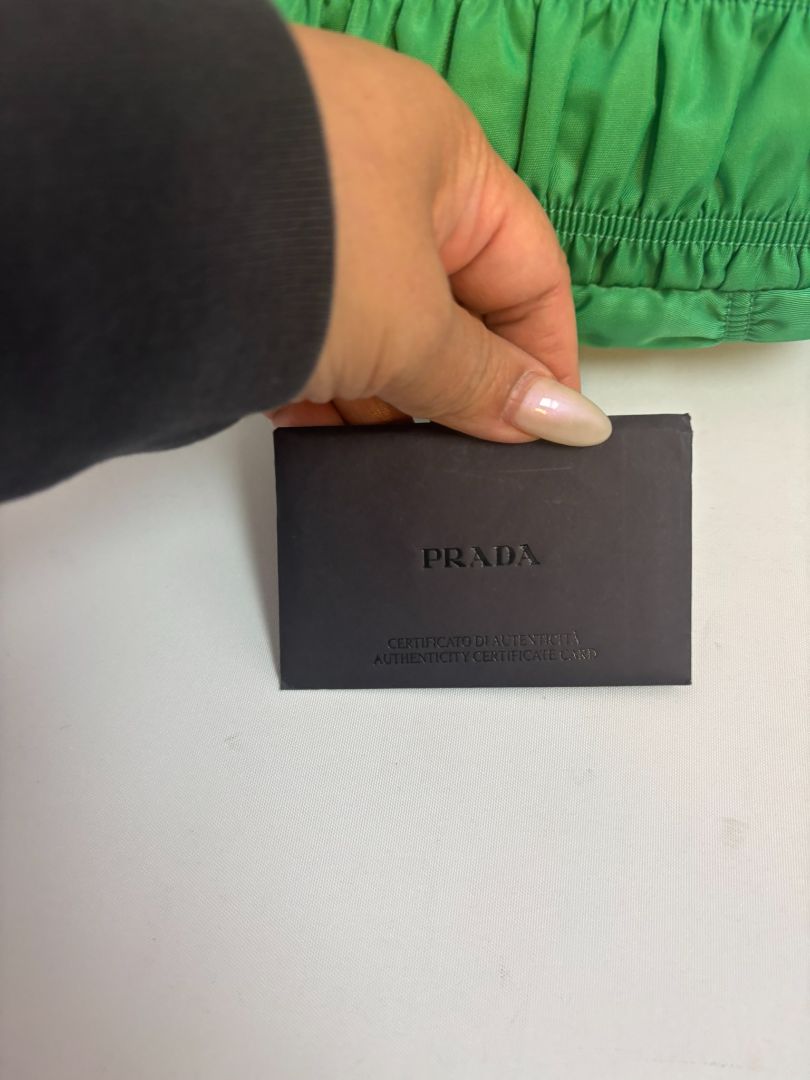 PRADA
CERTIFICATO DI AUTENTICITÀ
AUTHENTICITY CERTIFICATE CARD